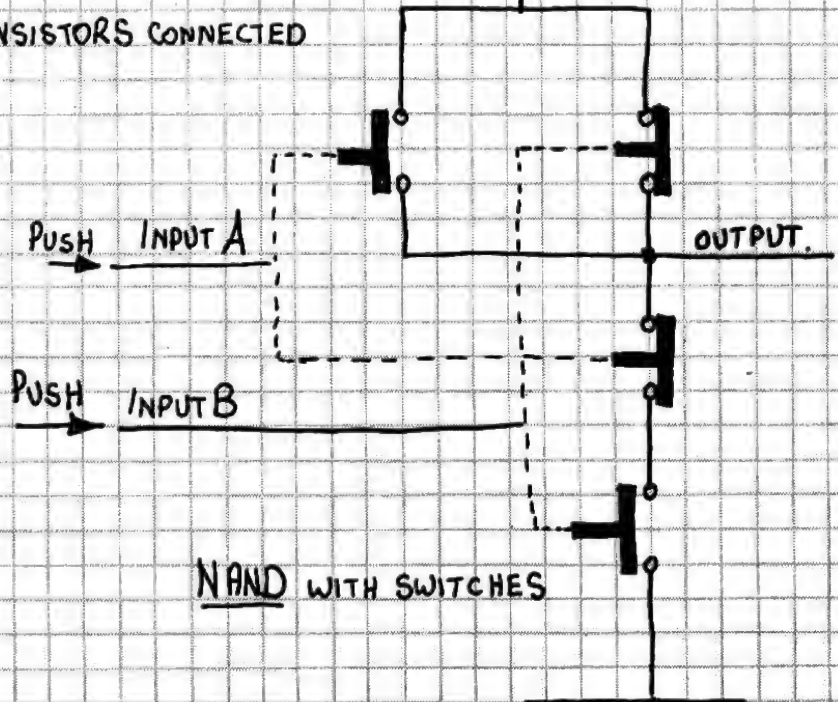 NSISTORS CONNECTED
PUSH INPUT A
OUTPUT.
PUSH INPUT B
NAND WITH SWITCHES